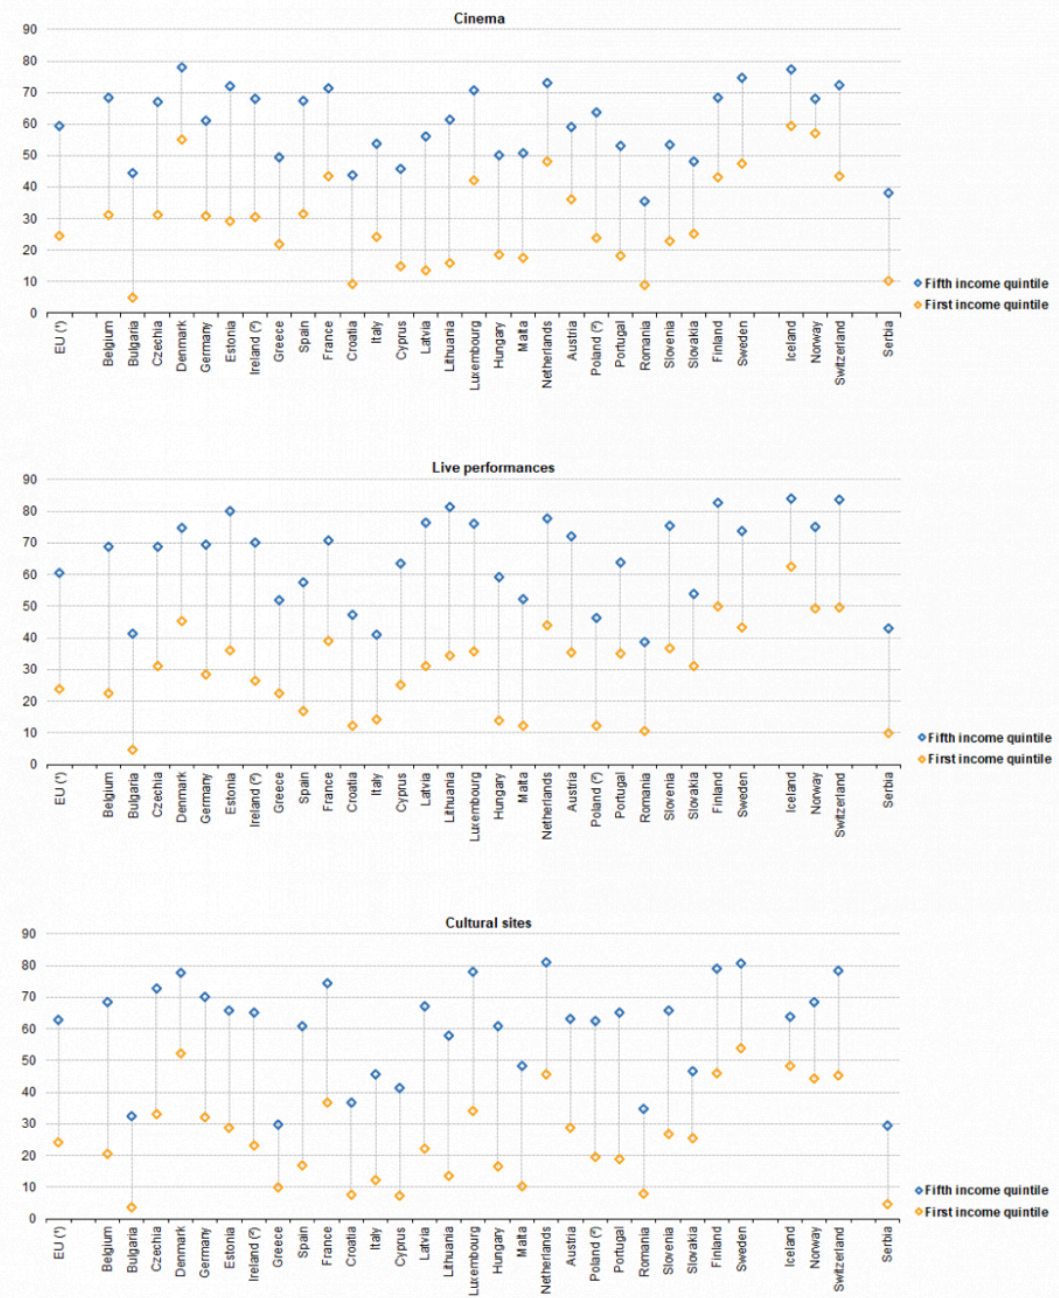 Cinema
90
80
70
60
50
40
30
20
10
0
EU (¹)
Belgium
Bulgaria
Czechia
Denmark
Germany
Estonia
Ireland (²)
Greece
Spain
France
Croatia
Italy
Cyprus
Latvia
Lithuania
Luxembourg
Hungary
Malta
Netherlands
Austria
Poland (²)
Portugal
Romania
Slovenia
Slovakia
Finland
Sweden
Iceland
Norway
Switzerland
Serbia
Fifth income quintile
First income quintile
Live performances
90
80
70
60
50
40
30
20
10
0
EU (¹)
Belgium
Bulgaria
Czechia
Denmark
Germany
Estonia
Ireland (²)
Greece
Spain
France
Croatia
Italy
Cyprus
Latvia
Lithuania
Luxembourg
Hungary
Malta
Netherlands
Austria
Poland (²)
Portugal
Romania
Slovenia
Slovakia
Finland
Sweden
Iceland
Norway
Switzerland
Serbia
Fifth income quintile
First income quintile
Cultural sites
90
80
70
60
50
40
30
20
10
0
EU (¹)
Belgium
Bulgaria
Czechia
Denmark
Germany
Estonia
Ireland (²)
Greece
Spain
France
Croatia
Italy
Cyprus
Latvia
Lithuania
Luxembourg
Hungary
Malta
Netherlands
Austria
Poland (²)
Portugal
Romania
Slovenia
Slovakia
Finland
Sweden
Iceland
Norway
Switzerland
Serbia
Fifth income quintile
First income quintile